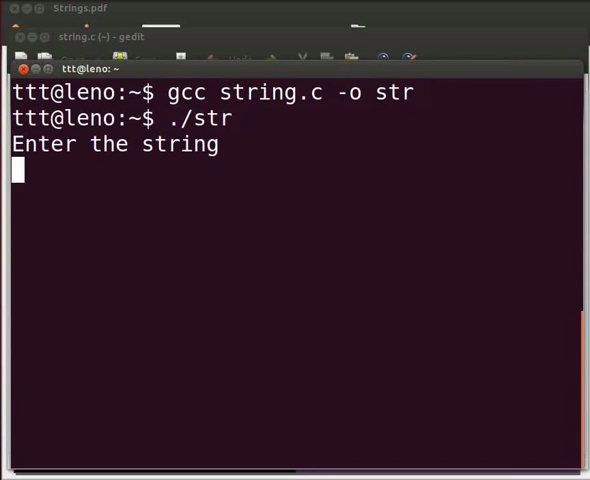 Strings.pdf
string.c (~) - gedit
ttt@leno: ~
ttt@leno:~$ gcc string.c -o str
ttt@leno:~$ ./str
Enter the string